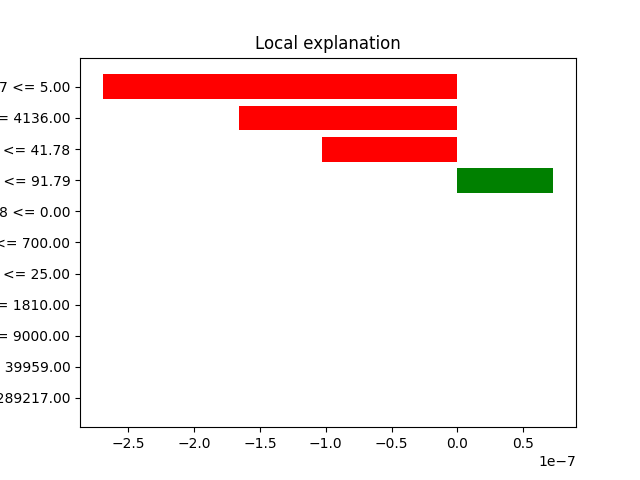 Local explanation
7 <= 5.00
= 4136.00
<= 41.78
<= 91.79
8 <= 0.00
<= 700.00
<= 25.00
= 1810.00
= 9000.00
39959.00
289217.00
−2.5 −2.0 −1.5 −1.0 −0.5 0.0 0.5
1e−7